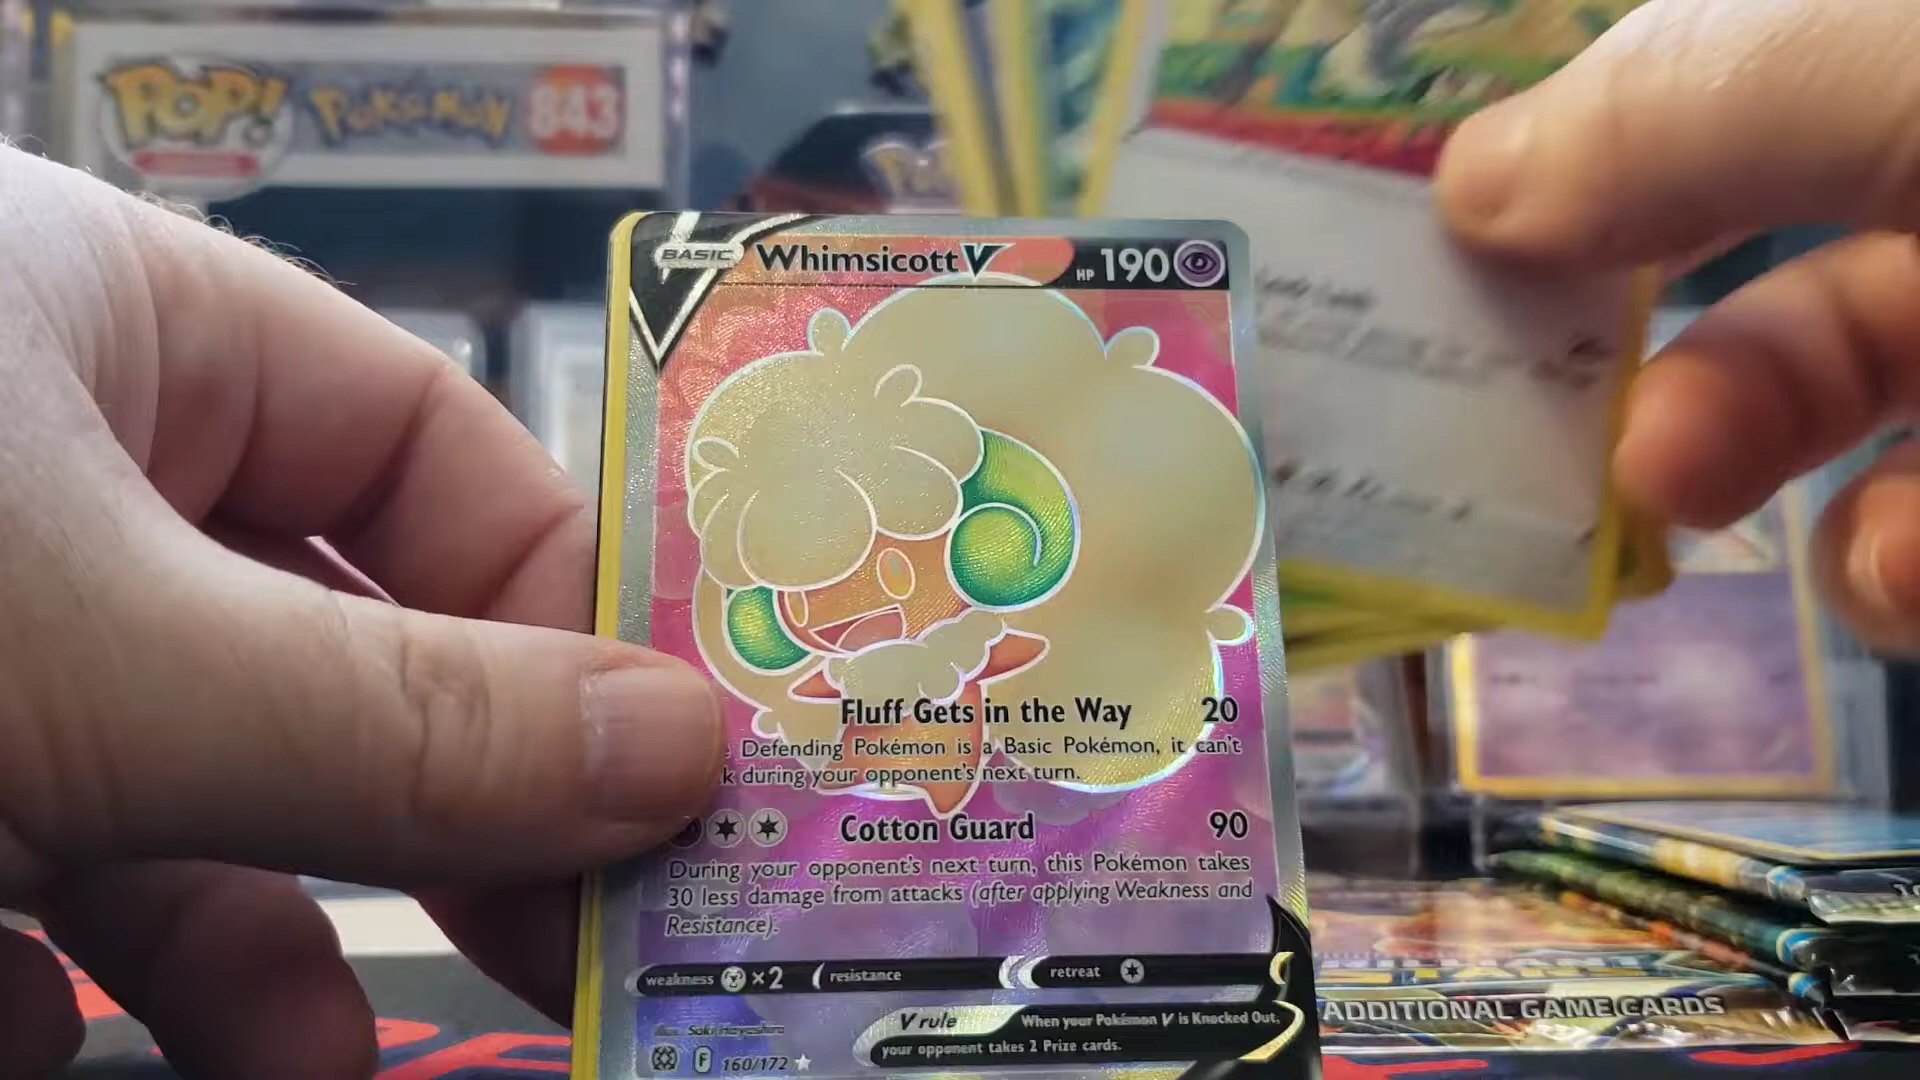 POP! POKéMON 843
BASIC Whimsicott V HP 190
Fluff Gets in the Way 20
Defending Pokémon is a Basic Pokémon, it can't
k during your opponent's next turn.
Cotton Guard 90
During your opponent's next turn, this Pokémon takes
30 less damage from attacks (after applying Weakness and
Resistance).
weakness ×2 resistance retreat
V rule When your Pokémon V is Knocked Out,
your opponent takes 2 Prize cards.
Illus. Saki Hayashiro
F 160/172
ADDITIONAL GAME CARDS